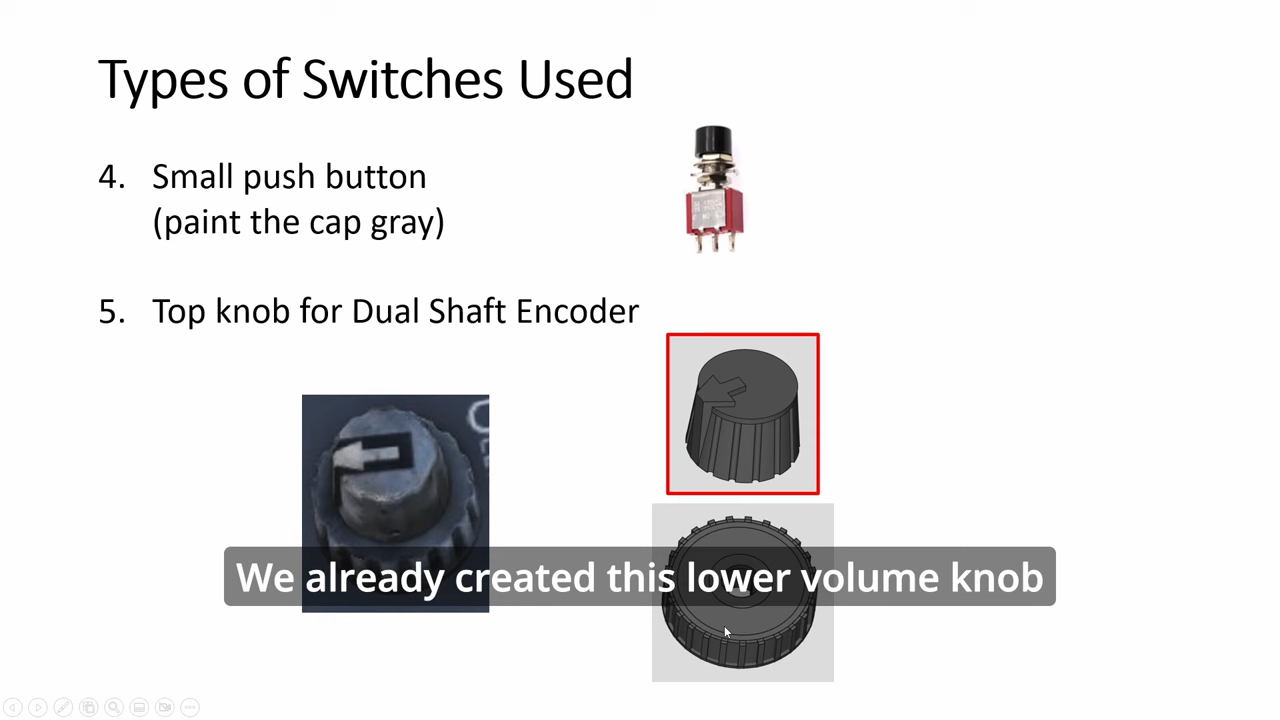 Types of Switches Used
4. Small push button
(paint the cap gray)
5. Top knob for Dual Shaft Encoder
We already created this lower volume knob